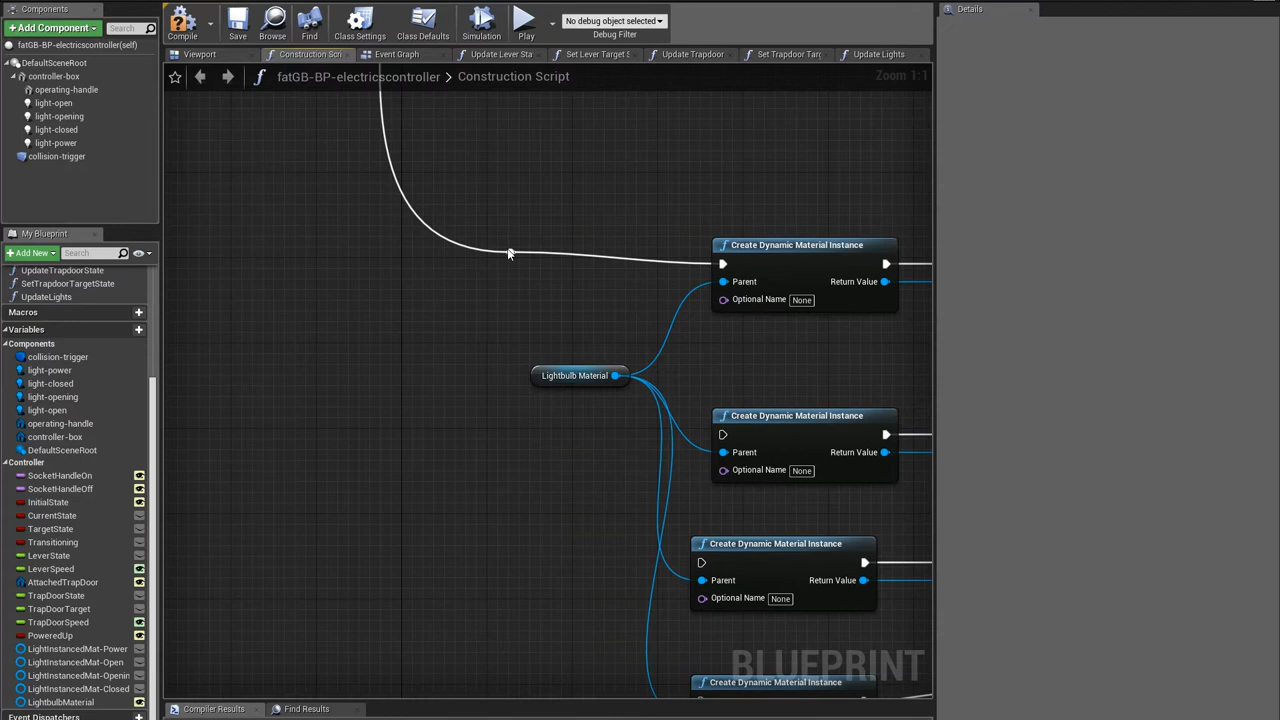 Components
Add Component
Search
fatGB-BP-electricscontroller(self)
DefaultSceneRoot
controller-box
operating-handle
light-open
light-opening
light-closed
light-power
collision-trigger
My Blueprint
Add New
Search
UpdateTrapdoorState
SetTrapdoorTargetState
UpdateLights
Macros
Variables
Components
collision-trigger
light-power
light-closed
light-opening
light-open
operating-handle
controller-box
DefaultSceneRoot
Controller
SocketHandleOn
SocketHandleOff
InitialState
CurrentState
TargetState
Transitioning
LeverState
LeverSpeed
AttachedTrapDoor
TrapDoorState
TrapDoorTarget
TrapDoorSpeed
PoweredUp
LightInstancedMat-Power
LightInstancedMat-Open
LightInstancedMat-Openin
LightInstancedMat-Closed
LightbulbMaterial
Event Dispatchers
Compile
Save
Browse
Find
Class Settings
Class Defaults
Simulation
Play
No debug object selected
Debug Filter
Viewport
Construction Scri
Event Graph
Update Lever Sta
Set Lever Target S
Update Trapdoor
Set Trapdoor Tar
Update Lights
fatGB-BP-electricscontroller > Construction Script
Zoom 1:1
Create Dynamic Material Instance
Parent
Return Value
Optional Name None
Lightbulb Material
Create Dynamic Material Instance
Parent
Return Value
Optional Name None
Create Dynamic Material Instance
Parent
Return Value
Optional Name None
Create Dynamic Material Instance
BLUEPRINT
Compiler Results
Find Results
Details